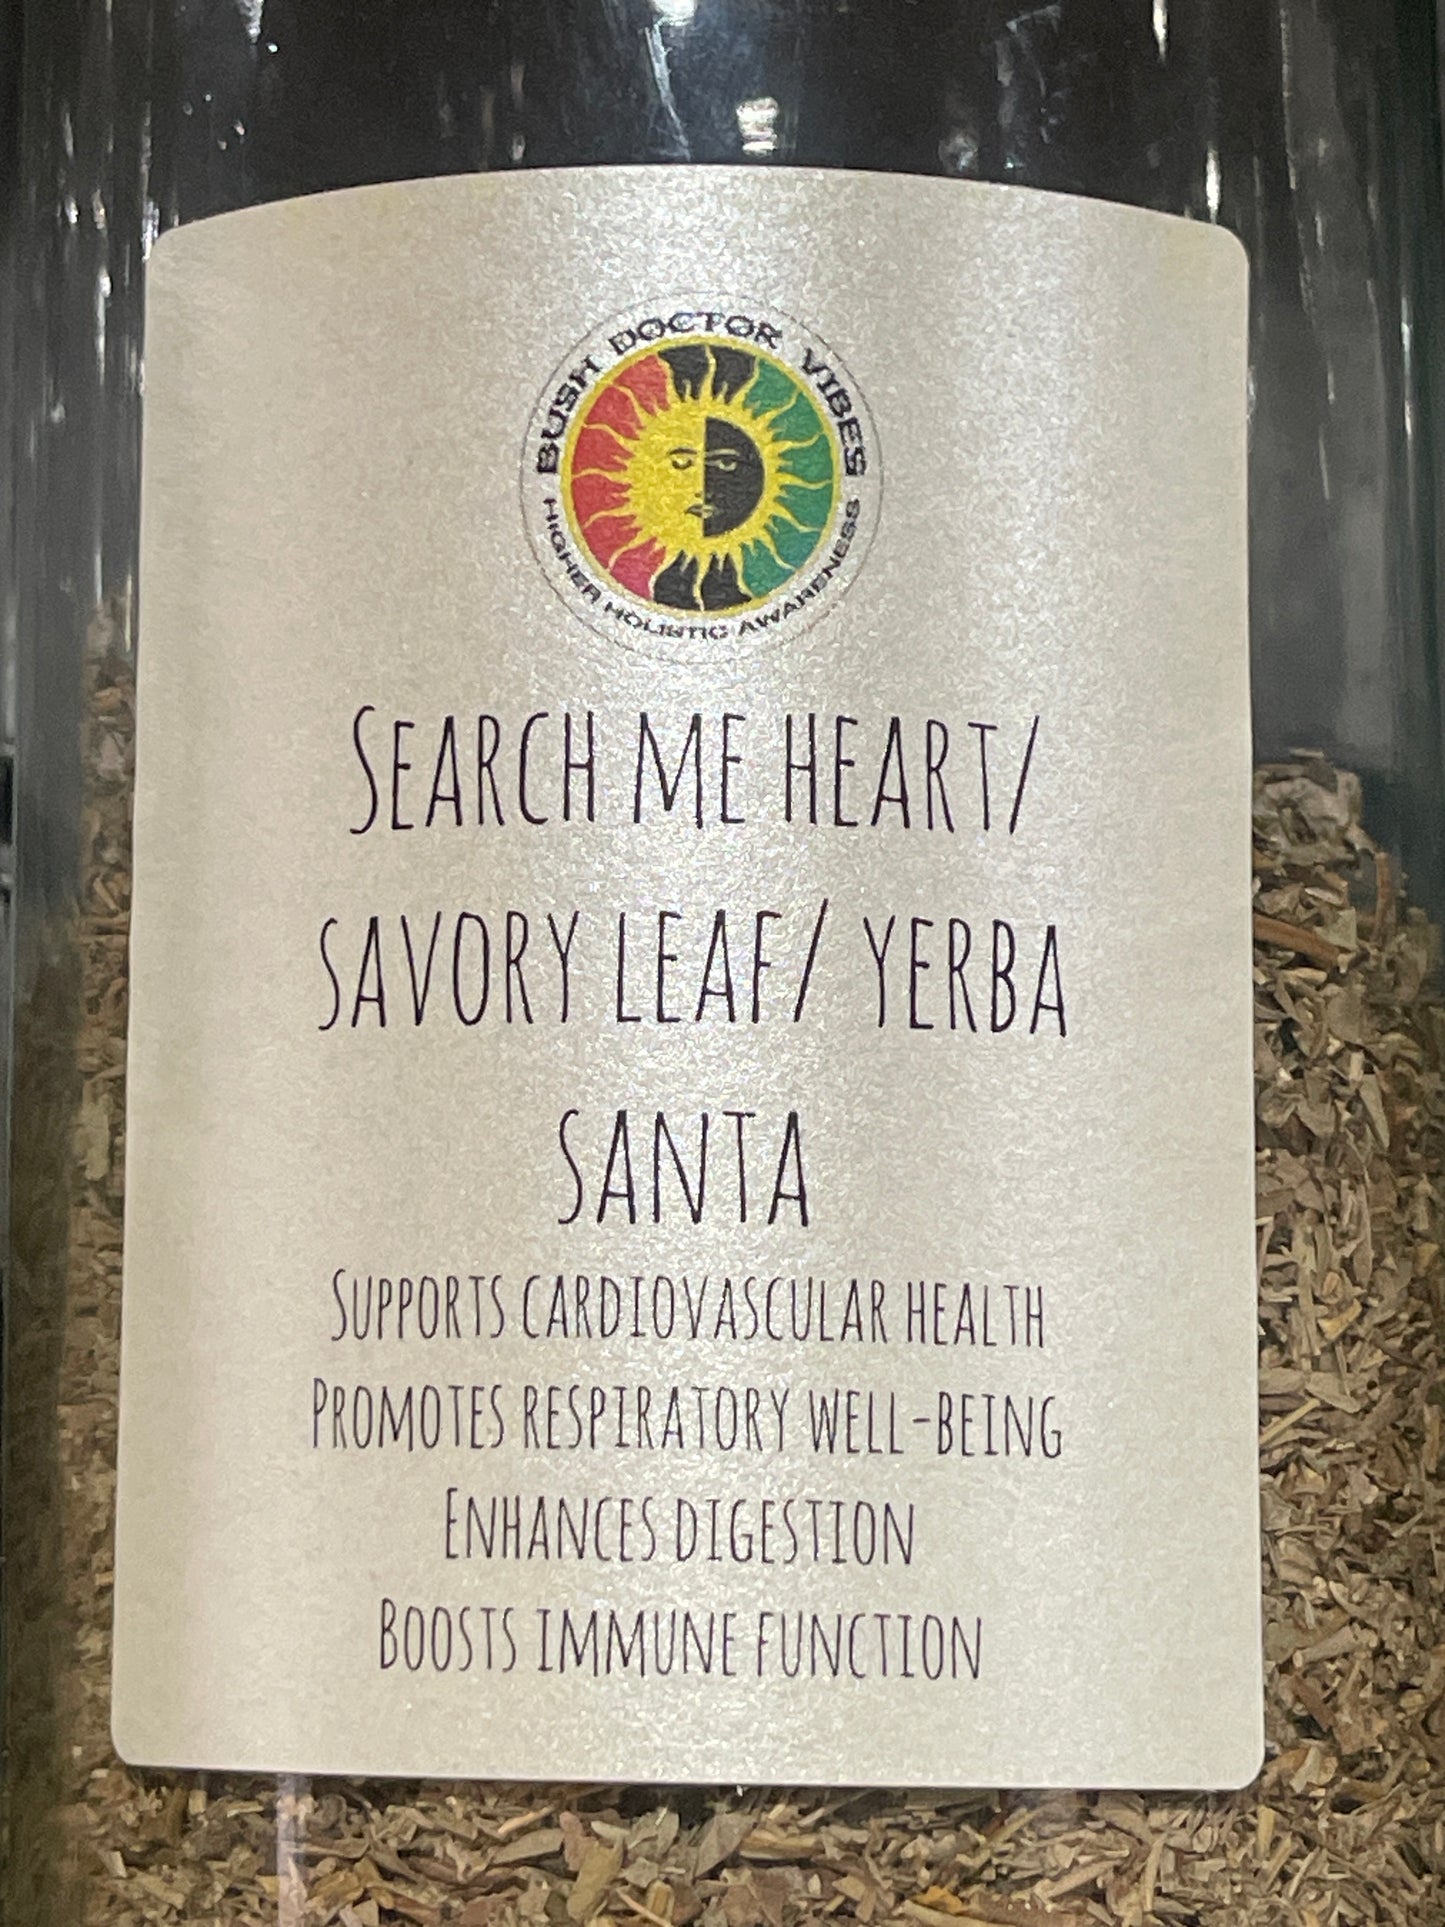 BUSH DOCTOR VIBES
HIGHER HOLISTIC AWARENESS
SEARCH ME HEART/
SAVORY LEAF/ YERBA
SANTA
SUPPORTS CARDIOVASCULAR HEALTH
PROMOTES RESPIRATORY WELL-BEING
ENHANCES DIGESTION
BOOSTS IMMUNE FUNCTION